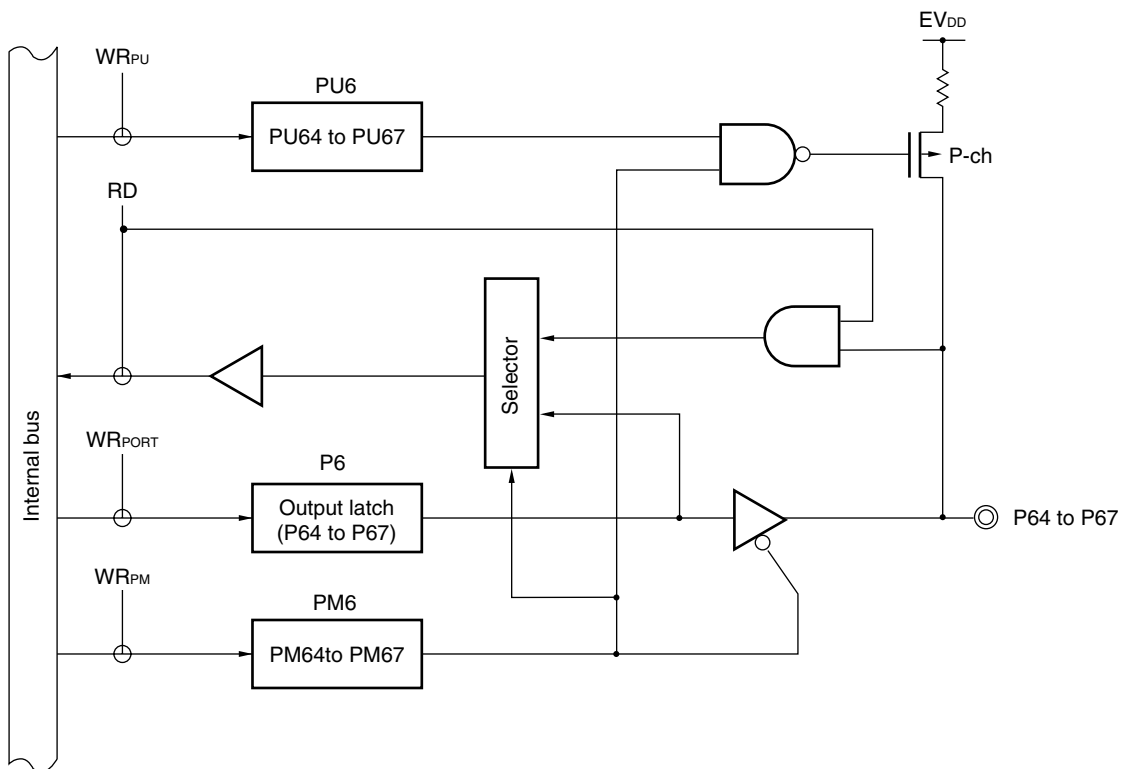 EVDD
WRPU
PU6
PU64 to PU67
P-ch
RD
Selector
Internal bus
WRPORT
P6
Output latch
(P64 to P67)
P64 to P67
WRPM
PM6
PM64to PM67